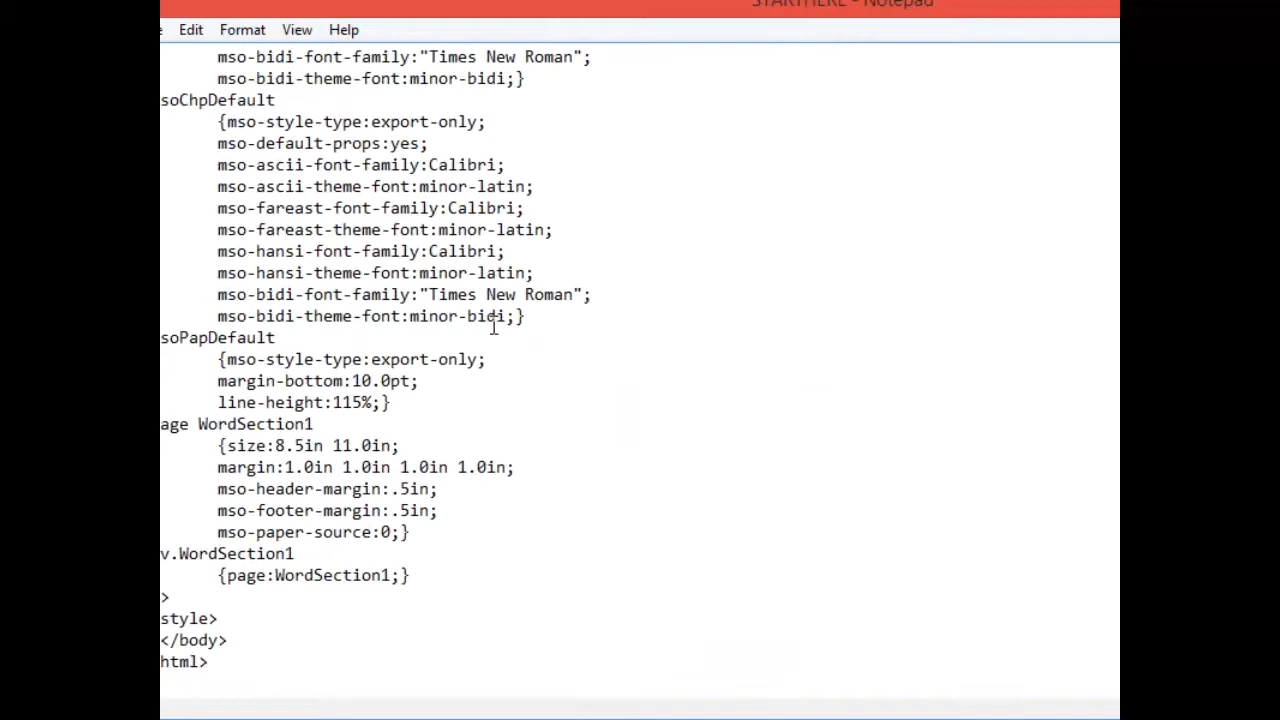 STARTHERE - Notepad
Edit Format View Help
mso-bidi-font-family:"Times New Roman";
mso-bidi-theme-font:minor-bidi;}
soChpDefault
{mso-style-type:export-only;
mso-default-props:yes;
mso-ascii-font-family:Calibri;
mso-ascii-theme-font:minor-latin;
mso-fareast-font-family:Calibri;
mso-fareast-theme-font:minor-latin;
mso-hansi-font-family:Calibri;
mso-hansi-theme-font:minor-latin;
mso-bidi-font-family:"Times New Roman";
mso-bidi-theme-font:minor-bidi;}
soPapDefault
{mso-style-type:export-only;
margin-bottom:10.0pt;
line-height:115%;}
age WordSection1
{size:8.5in 11.0in;
margin:1.0in 1.0in 1.0in 1.0in;
mso-header-margin:.5in;
mso-footer-margin:.5in;
mso-paper-source:0;}
v.WordSection1
{page:WordSection1;}
>
style>
</body>
html>